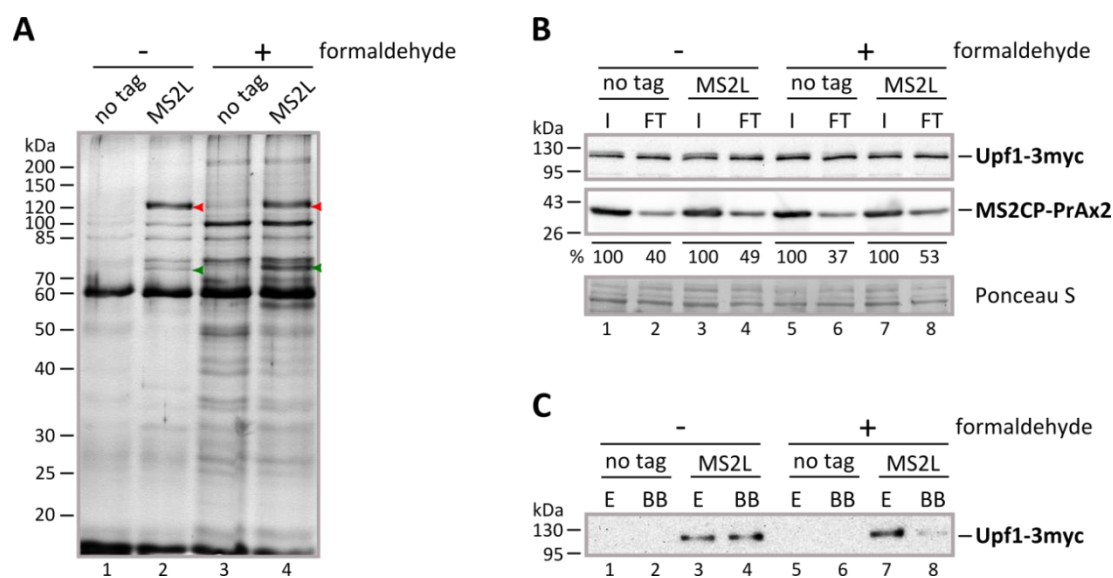 A
- + formaldehyde
no tag MS2L no tag MS2L
kDa
200
150
120
100
85
70
60
50
40
30
25
20
1 2 3 4
B
- + formaldehyde
no tag MS2L no tag MS2L
I FT I FT I FT I FT
kDa
130
95
Upf1-3myc
43
26
MS2CP-PrAx2
% 100 40 100 49 100 37 100 53
Ponceau S
1 2 3 4 5 6 7 8
C
- + formaldehyde
no tag MS2L no tag MS2L
E BB E BB E BB E BB
kDa
130
95
Upf1-3myc
1 2 3 4 5 6 7 8